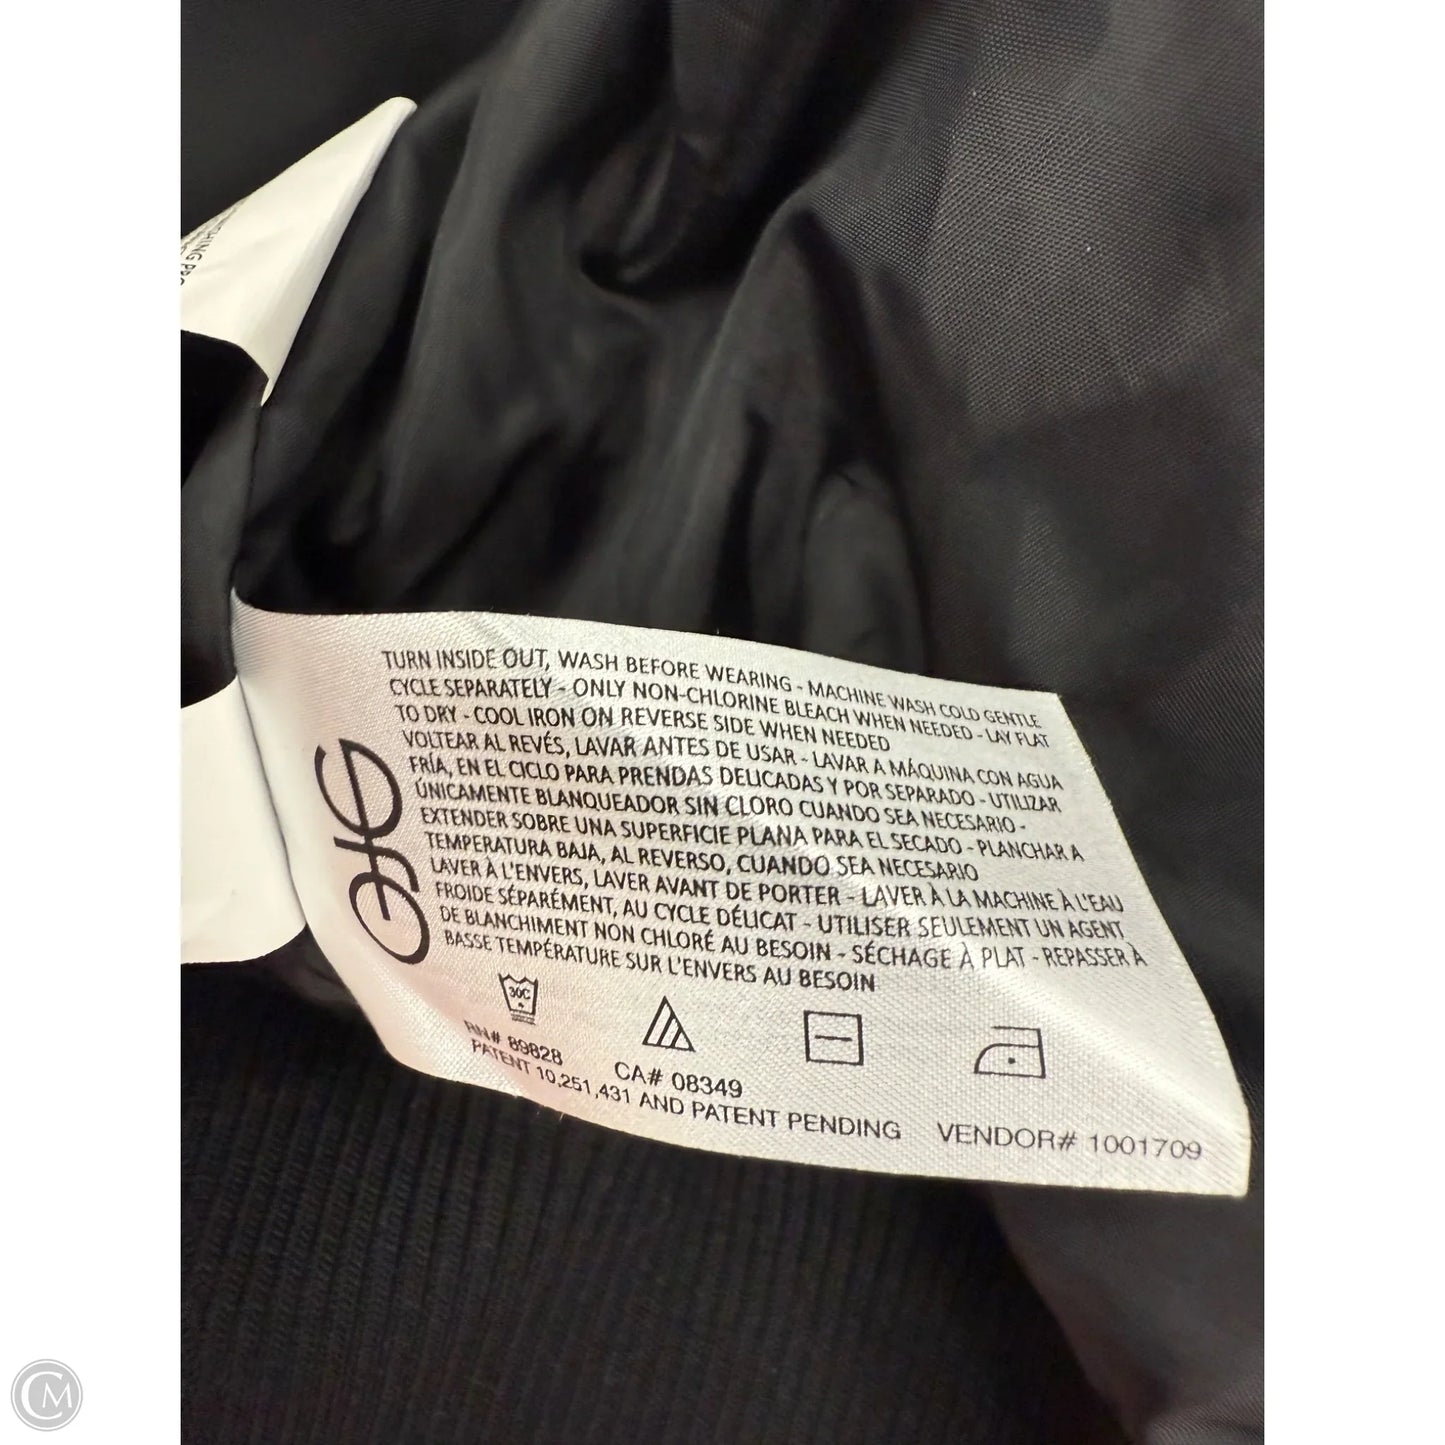 TURN INSIDE OUT, WASH BEFORE WEARING - MACHINE WASH COLD GENTLE
CYCLE SEPARATELY - ONLY NON-CHLORINE BLEACH WHEN NEEDED - LAY FLAT
TO DRY - COOL IRON ON REVERSE SIDE WHEN NEEDED
VOLTEAR AL REVÉS, LAVAR ANTES DE USAR - LAVAR A MÁQUINA CON AGUA
FRÍA, EN EL CICLO PARA PRENDAS DELICADAS Y POR SEPARADO - UTILIZAR
ÚNICAMENTE BLANQUEADOR SIN CLORO CUANDO SEA NECESARIO -
EXTENDER SOBRE UNA SUPERFICIE PLANA PARA EL SECADO - PLANCHAR A
TEMPERATURA BAJA, AL REVERSO, CUANDO SEA NECESARIO
LAVER À L'ENVERS, LAVER AVANT DE PORTER - LAVER À LA MACHINE À L'EAU
FROIDE SÉPARÉMENT, AU CYCLE DÉLICAT - UTILISER SEULEMENT UN AGENT
DE BLANCHIMENT NON CHLORÉ AU BESOIN - SÉCHAGE À PLAT - REPASSER À
BASSE TEMPÉRATURE SUR L'ENVERS AU BESOIN
30C
RN# 89828
CA# 08349
PATENT 10,251,431 AND PATENT PENDING
VENDOR# 1001709
CM